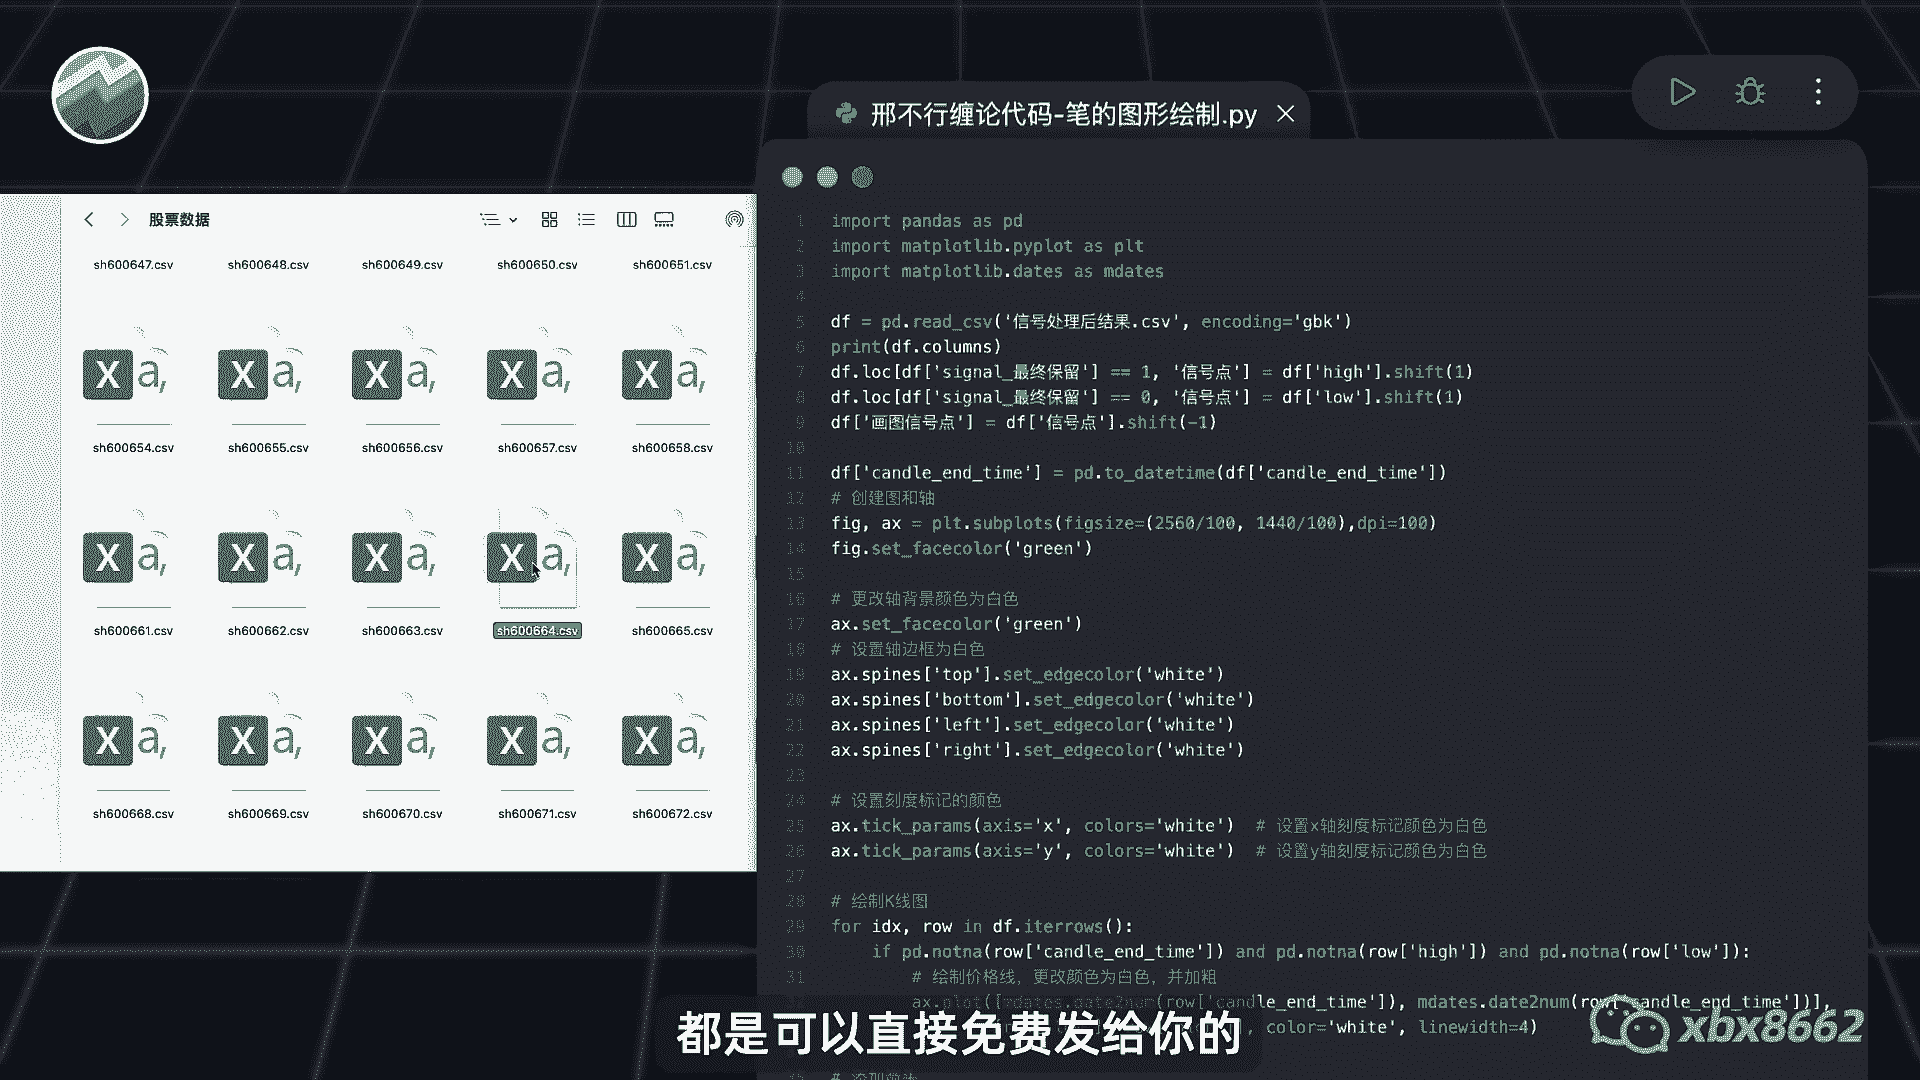 邢不行缠论代码-笔的图形绘制.py
股票数据
sh600647.csv sh600648.csv sh600649.csv sh600650.csv sh600651.csv
X a, X a, X a, X a, X a,
sh600654.csv sh600655.csv sh600656.csv sh600657.csv sh600658.csv
X a, X a, X a, X a, X a,
sh600661.csv sh600662.csv sh600663.csv sh600664.csv sh600665.csv
X a, X a, X a, X a, X a,
sh600668.csv sh600669.csv sh600670.csv sh600671.csv sh600672.csv
1 import pandas as pd
2 import matplotlib.pyplot as plt
3 import matplotlib.dates as mdates
4
5 df = pd.read_csv('信号处理后结果.csv', encoding='gbk')
6 print(df.columns)
7 df.loc[df['signal_最终保留'] == 1, '信号点'] = df['high'].shift(1)
8 df.loc[df['signal_最终保留'] == 0, '信号点'] = df['low'].shift(1)
9 df['画图信号点'] = df['信号点'].shift(-1)
10
11 df['candle_end_time'] = pd.to_datetime(df['candle_end_time'])
12 # 创建图和轴
13 fig, ax = plt.subplots(figsize=(2560/100, 1440/100),dpi=100)
14 fig.set_facecolor('green')
15
16 # 更改轴背景颜色为白色
17 ax.set_facecolor('green')
18 # 设置轴边框为白色
19 ax.spines['top'].set_edgecolor('white')
20 ax.spines['bottom'].set_edgecolor('white')
21 ax.spines['left'].set_edgecolor('white')
22 ax.spines['right'].set_edgecolor('white')
23
24 # 设置刻度标记的颜色
25 ax.tick_params(axis='x', colors='white') # 设置x轴刻度标记颜色为白色
26 ax.tick_params(axis='y', colors='white') # 设置y轴刻度标记颜色为白色
27
28 # 绘制K线图
29 for idx, row in df.iterrows():
30 if pd.notna(row['candle_end_time']) and pd.notna(row['high']) and pd.notna(row['low']):
31 # 绘制价格线，更改颜色为白色，并加粗
ax.plot([mdates.date2num(row['candle_end_time']), mdates.date2num(row['candle_end_time'])],
color='white', linewidth=4)
都是可以直接免费发给你的
xbx8662